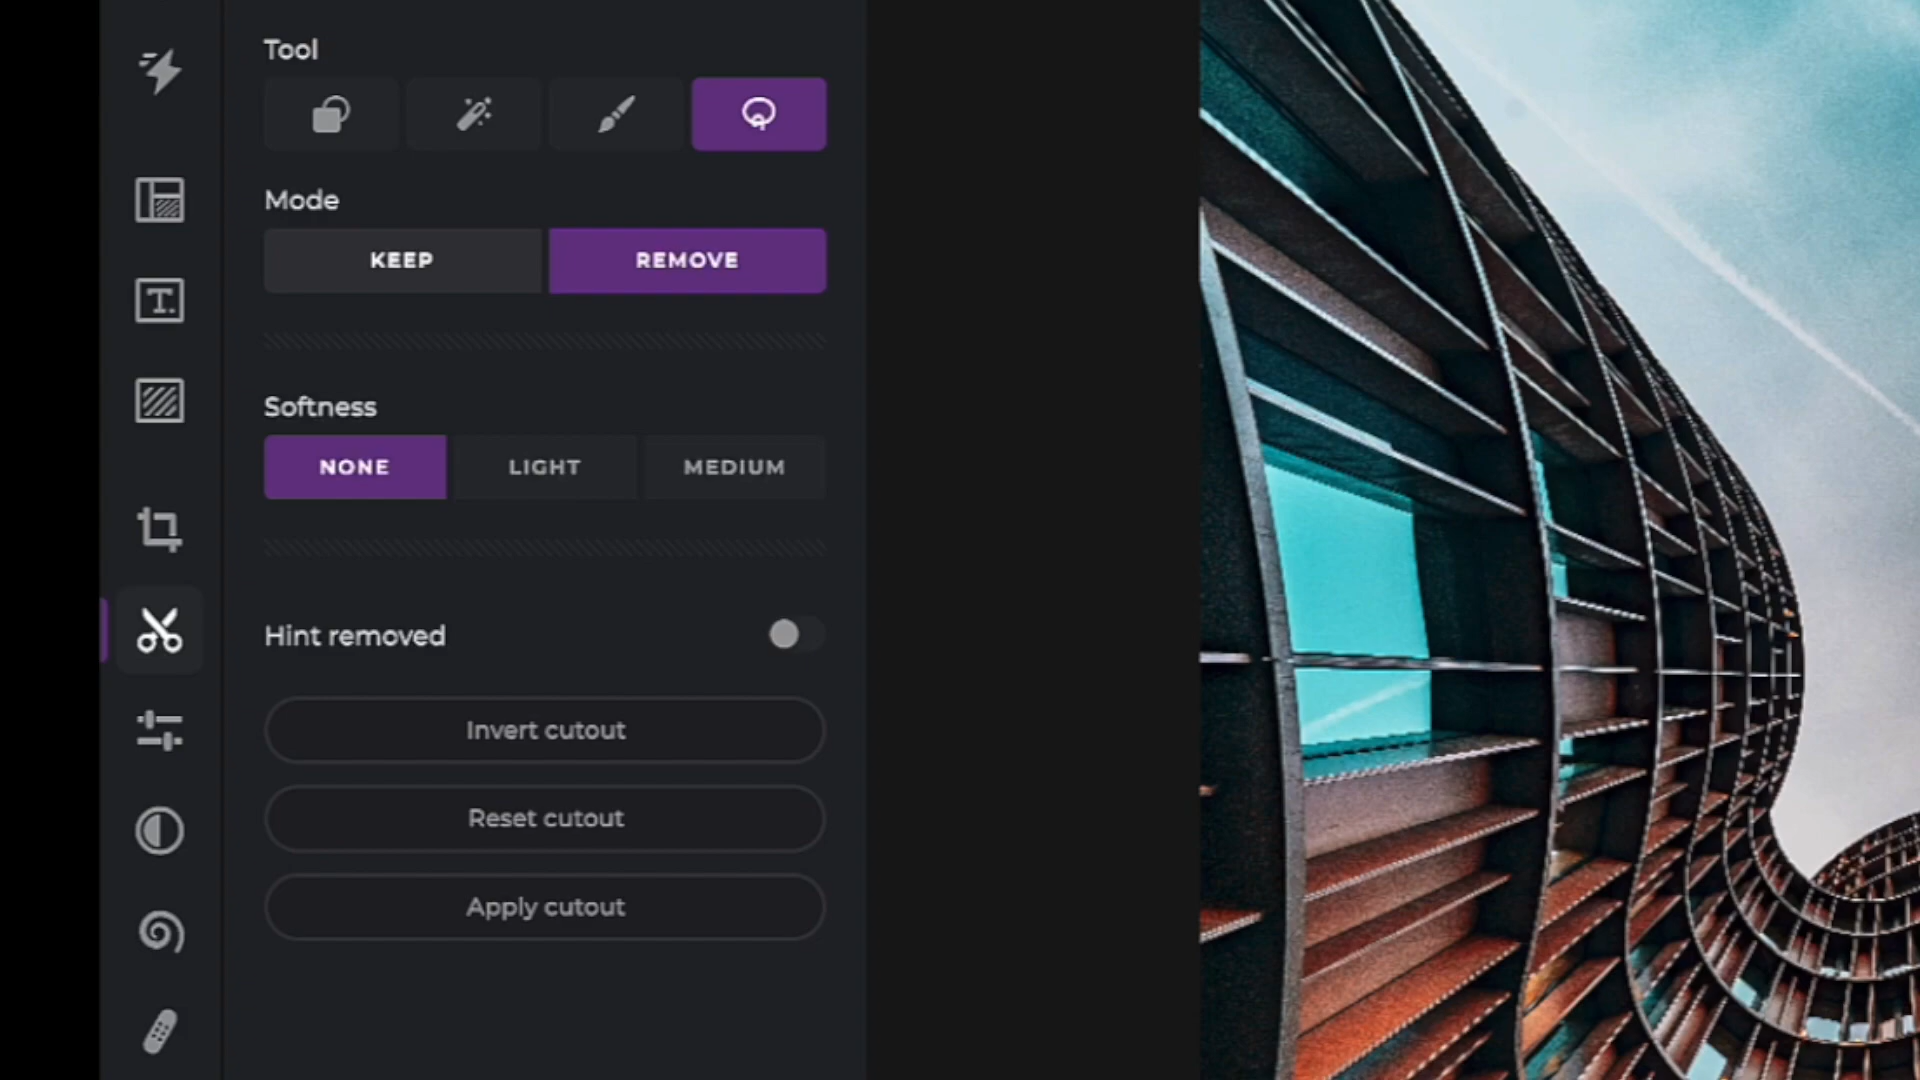 Tool
Mode
KEEP REMOVE
Softness
NONE LIGHT MEDIUM
Hint removed
Invert cutout
Reset cutout
Apply cutout